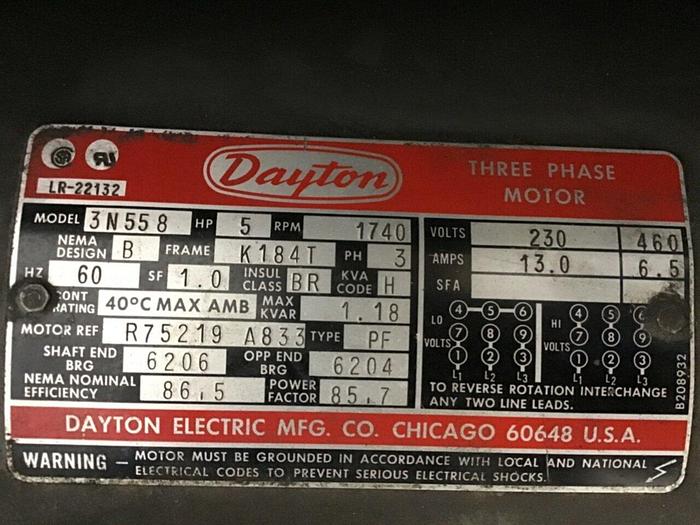 Dayton
THREE PHASE
MOTOR
LR-22132
MODEL 3N558 HP 5 RPM 1740
NEMA DESIGN B FRAME K184T PH 3
HZ 60 SF 1.0 INSUL CLASS BR KVA CODE H
CONT RATING 40°C MAX AMB MAX KVAR 1.18
MOTOR REF R75219 A833 TYPE PF
SHAFT END BRG 6206 OPP END BRG 6204
NEMA NOMINAL EFFICIENCY 86.5 POWER FACTOR 85.7
VOLTS 230 460
AMPS 13.0 6.5
SFA
LO VOLTS HI VOLTS
4 5 6 4 5 6
7 8 9 7 8 9
1 2 3 1 2 3
L1 L2 L3 L1 L2 L3
TO REVERSE ROTATION INTERCHANGE
ANY TWO LINE LEADS.
B208932
DAYTON ELECTRIC MFG. CO. CHICAGO 60648 U.S.A.
WARNING – MOTOR MUST BE GROUNDED IN ACCORDANCE WITH LOCAL AND NATIONAL
ELECTRICAL CODES TO PREVENT SERIOUS ELECTRICAL SHOCKS.